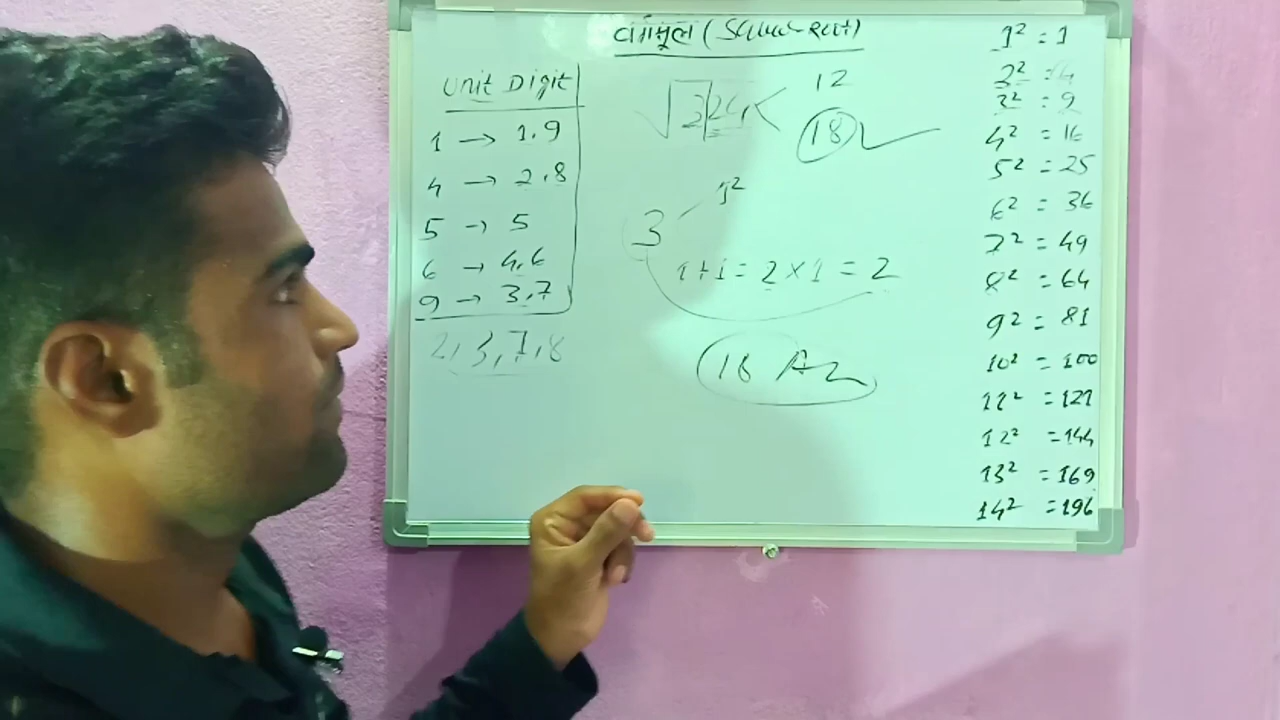 वर्गमूल (Square root)
Unit Digit
1 → 1,9
4 → 2,8
5 → 5
6 → 4,6
9 → 3,7
2,3,7,8
√324
12
18
1²
3
1+1 = 2×1 = 2
18 A
1² = 1
2² = 4
3² = 9
4² = 16
5² = 25
6² = 36
7² = 49
8² = 64
9² = 81
10² = 100
11² = 121
12² = 144
13² = 169
14² = 196